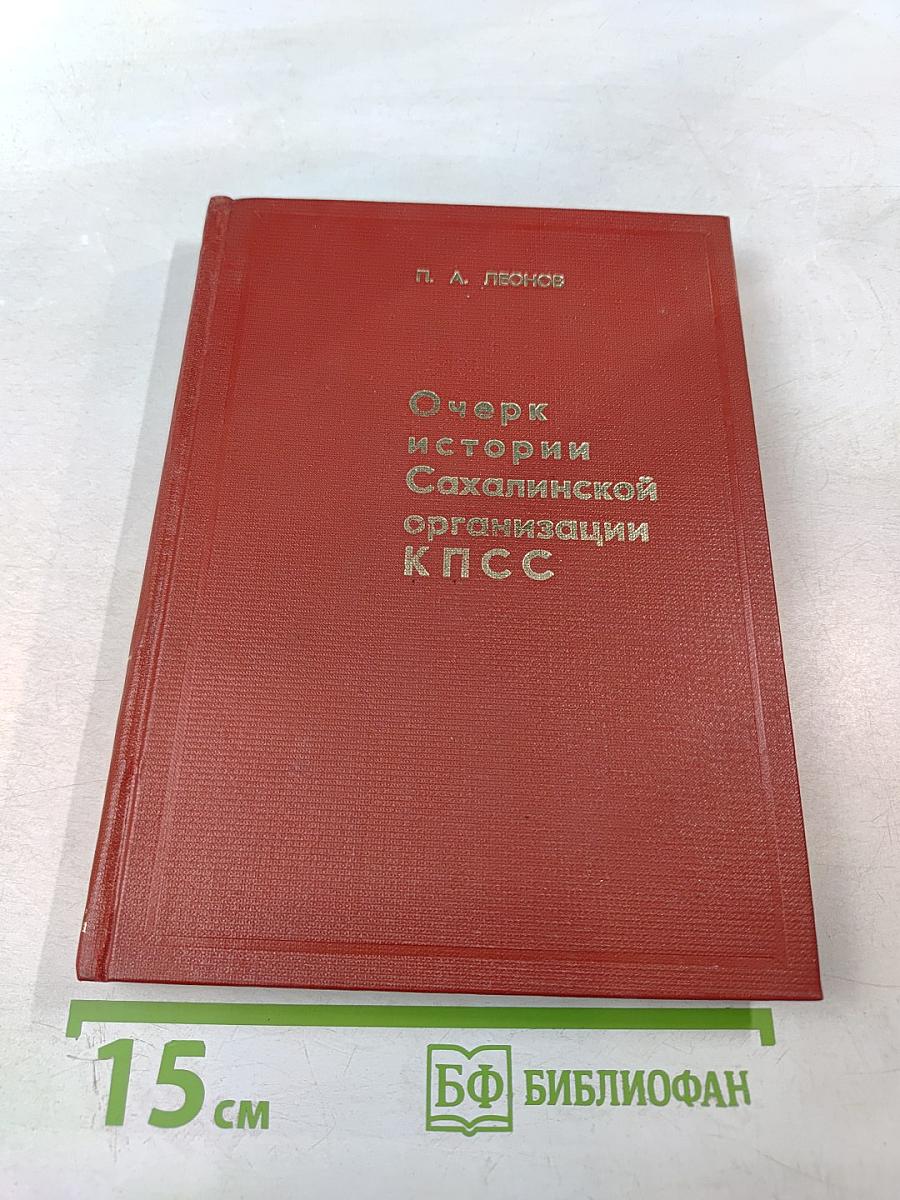 П. А. ЛЕОНОВ
Очерк
истории
Сахалинской
организации
КПСС
15 см
БФ БИБЛИОФАН